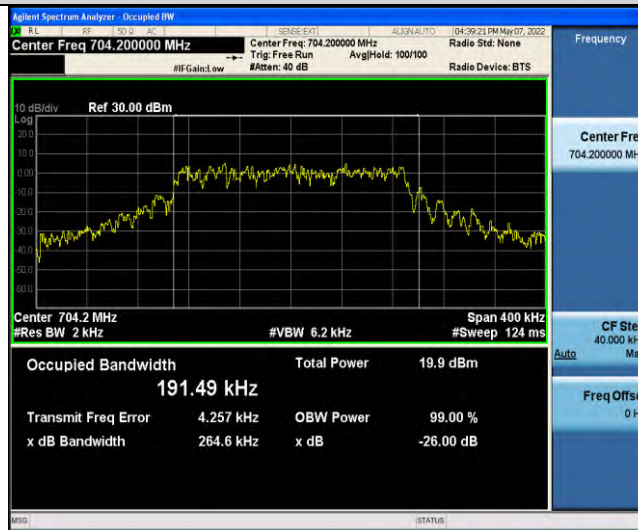 Agilent Spectrum Analyzer - Occupied BW
RL RF 50 Ω AC SENSE:EXT ALIGN AUTO 04:39:21 PM May 07, 2022
Center Freq 704.200000 MHz
Center Freq: 704.200000 MHz
Radio Std: None
Trig: Free Run Avg|Hold: 100/100
#IFGain:Low #Atten: 40 dB Radio Device: BTS
Frequency
10 dB/div Ref 30.00 dBm
Log
20.0
10.0
0.00
-10.0
-20.0
-30.0
-40.0
-50.0
-60.0
Center 704.2 MHz Span 400 kHz
#Res BW 2 kHz #VBW 6.2 kHz #Sweep 124 ms
Occupied Bandwidth Total Power 19.9 dBm
191.49 kHz
Transmit Freq Error 4.257 kHz OBW Power 99.00 %
x dB Bandwidth 264.6 kHz x dB -26.00 dB
Center Fre
704.200000 MH
CF Ste
40.000 kH
Auto Ma
Freq Offse
0 H
MSG STATUS